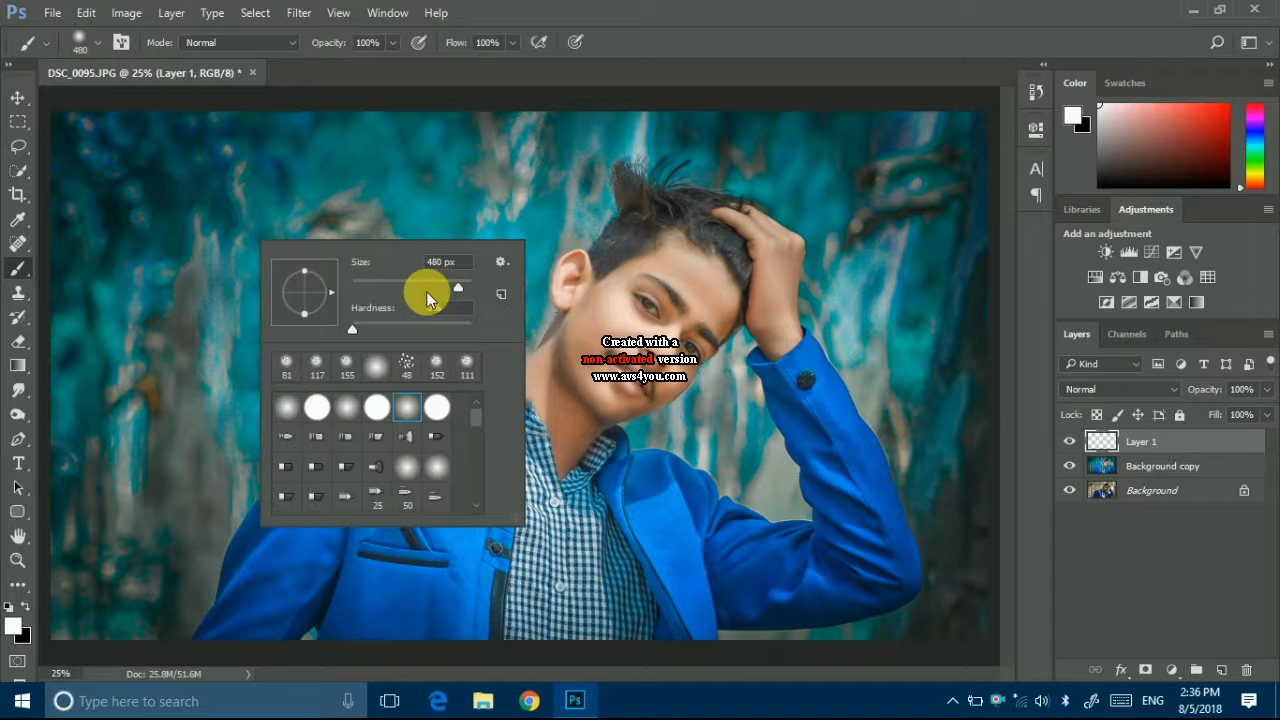 Ps File Edit Image Layer Type Select Filter View Window Help
480 Mode: Normal Opacity: 100% Flow: 100%
DSC_0095.JPG @ 25% (Layer 1, RGB/8) * ×
Color Swatches
Libraries Adjustments
Add an adjustment
Layers Channels Paths
Kind
Normal Opacity: 100%
Lock: Fill: 100%
Layer 1
Background copy
Background
Size: 480 px
Hardness:
81 117 155 48 152 111
25 50
Created with a
non-activated version
www.avs4you.com
25% Doc: 25.8M/51.6M
Type here to search
Ps
ENG
2:36 PM
8/5/2018